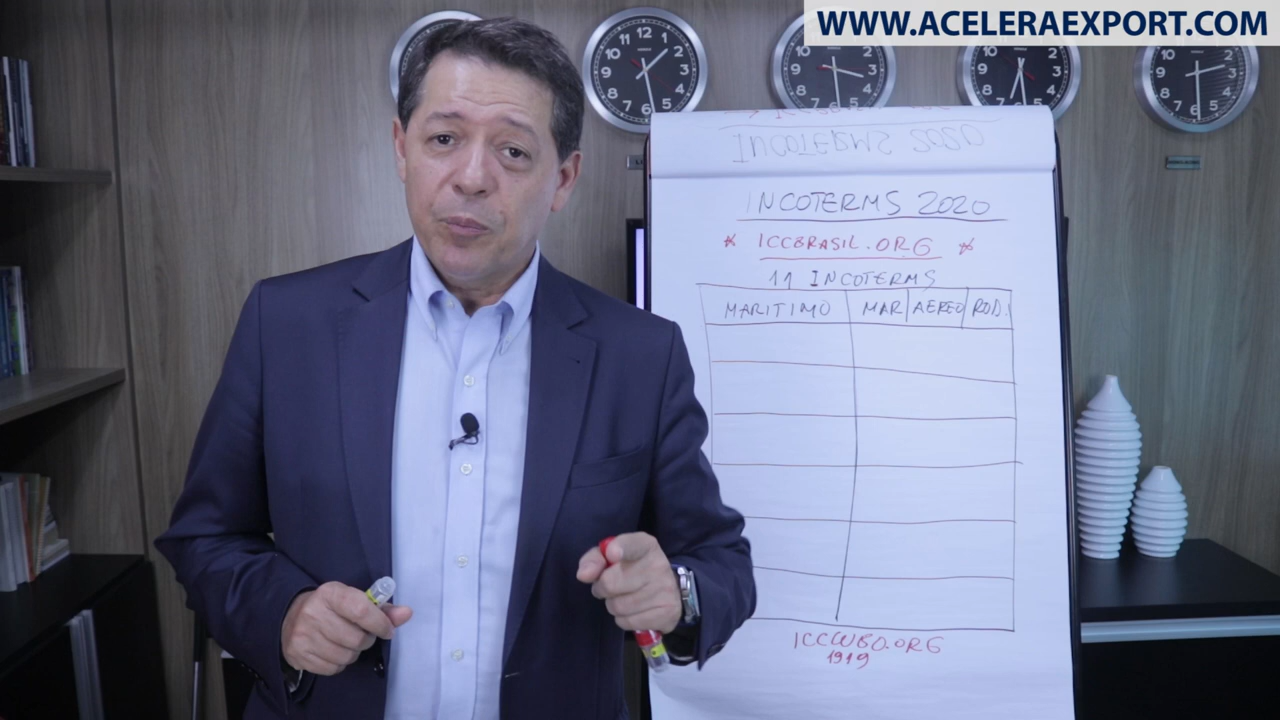 WWW.ACELERAEXPORT.COM
INCOTERMS 2020
INCOTERMS 2020
* ICCBRASIL.ORG *
11 INCOTERMS
MARITIMO MAR AEREO ROD.
ICCWBO.ORG
1919